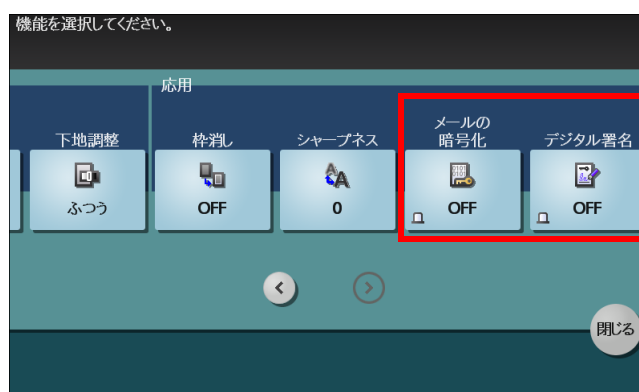 機能を選択してください。
応用
下地調整
枠消し
シャープネス
メールの
暗号化
デジタル署名
ふつう
OFF
0
OFF
OFF
閉じる